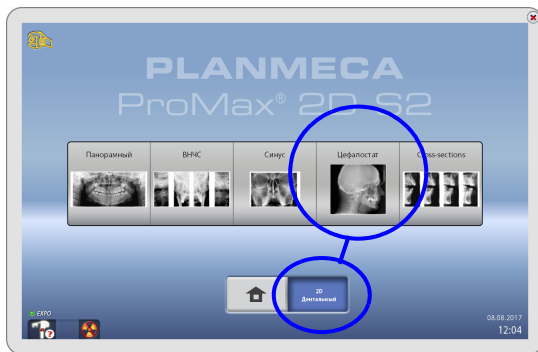 PLANMECA
ProMax® 2D S2
Панорамный ВНЧС Синус Цефалостат Cross-sections
2D
Дентальный
EXPO
08.08.2017
12:04